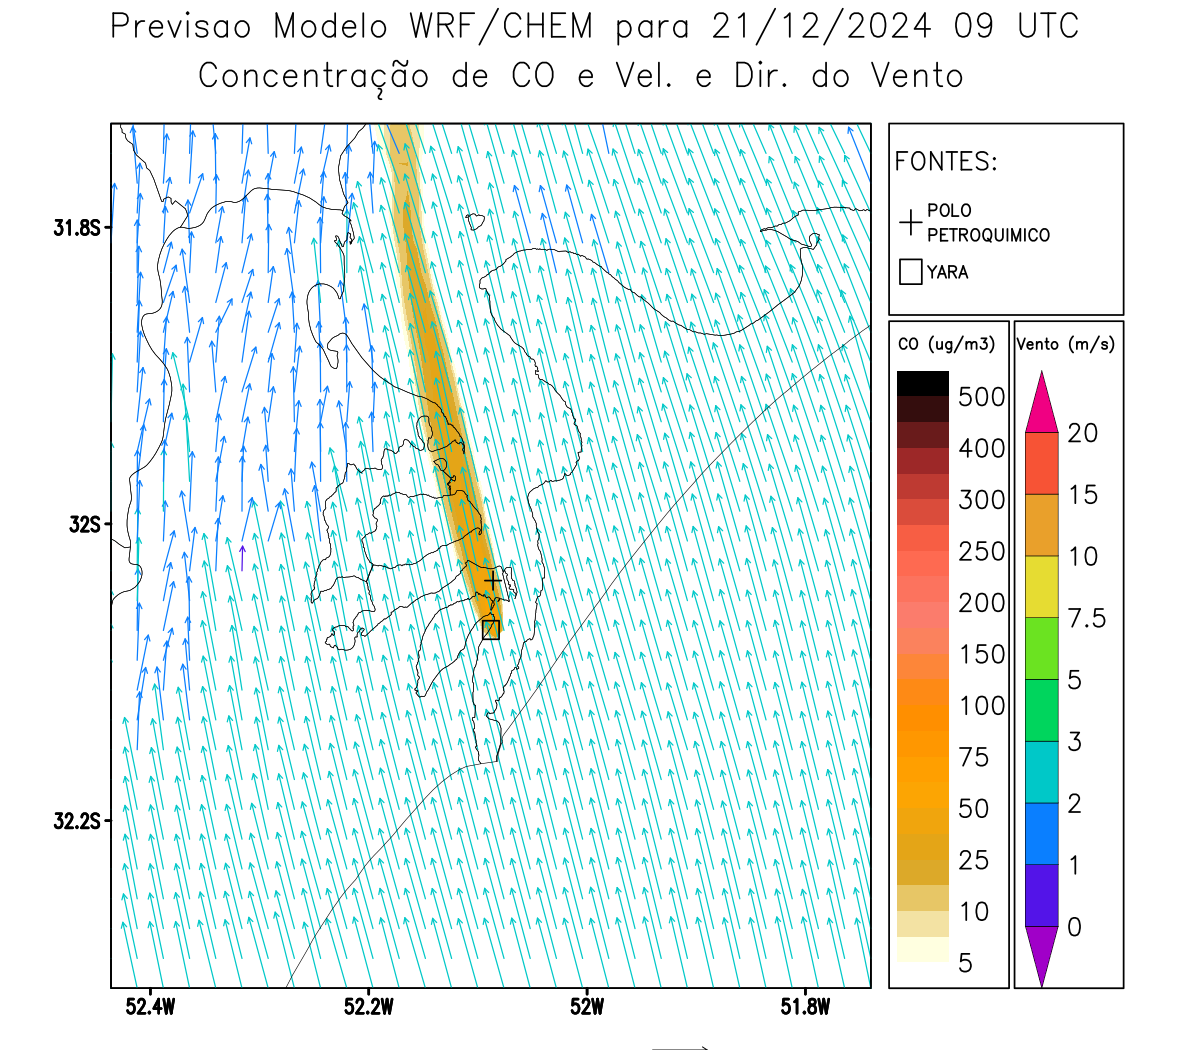 Previsao Modelo WRF/CHEM para 21/12/2024 09 UTC
Concentração de CO e Vel. e Dir. do Vento
FONTES:
POLO
PETROQUIMICO
YARA
31.8S
32S
32.2S
52.4W
52.2W
52W
51.8W
CO (ug/m3)
500
400
300
250
200
150
100
75
50
25
10
5
Vento (m/s)
20
15
10
7.5
5
3
2
1
0